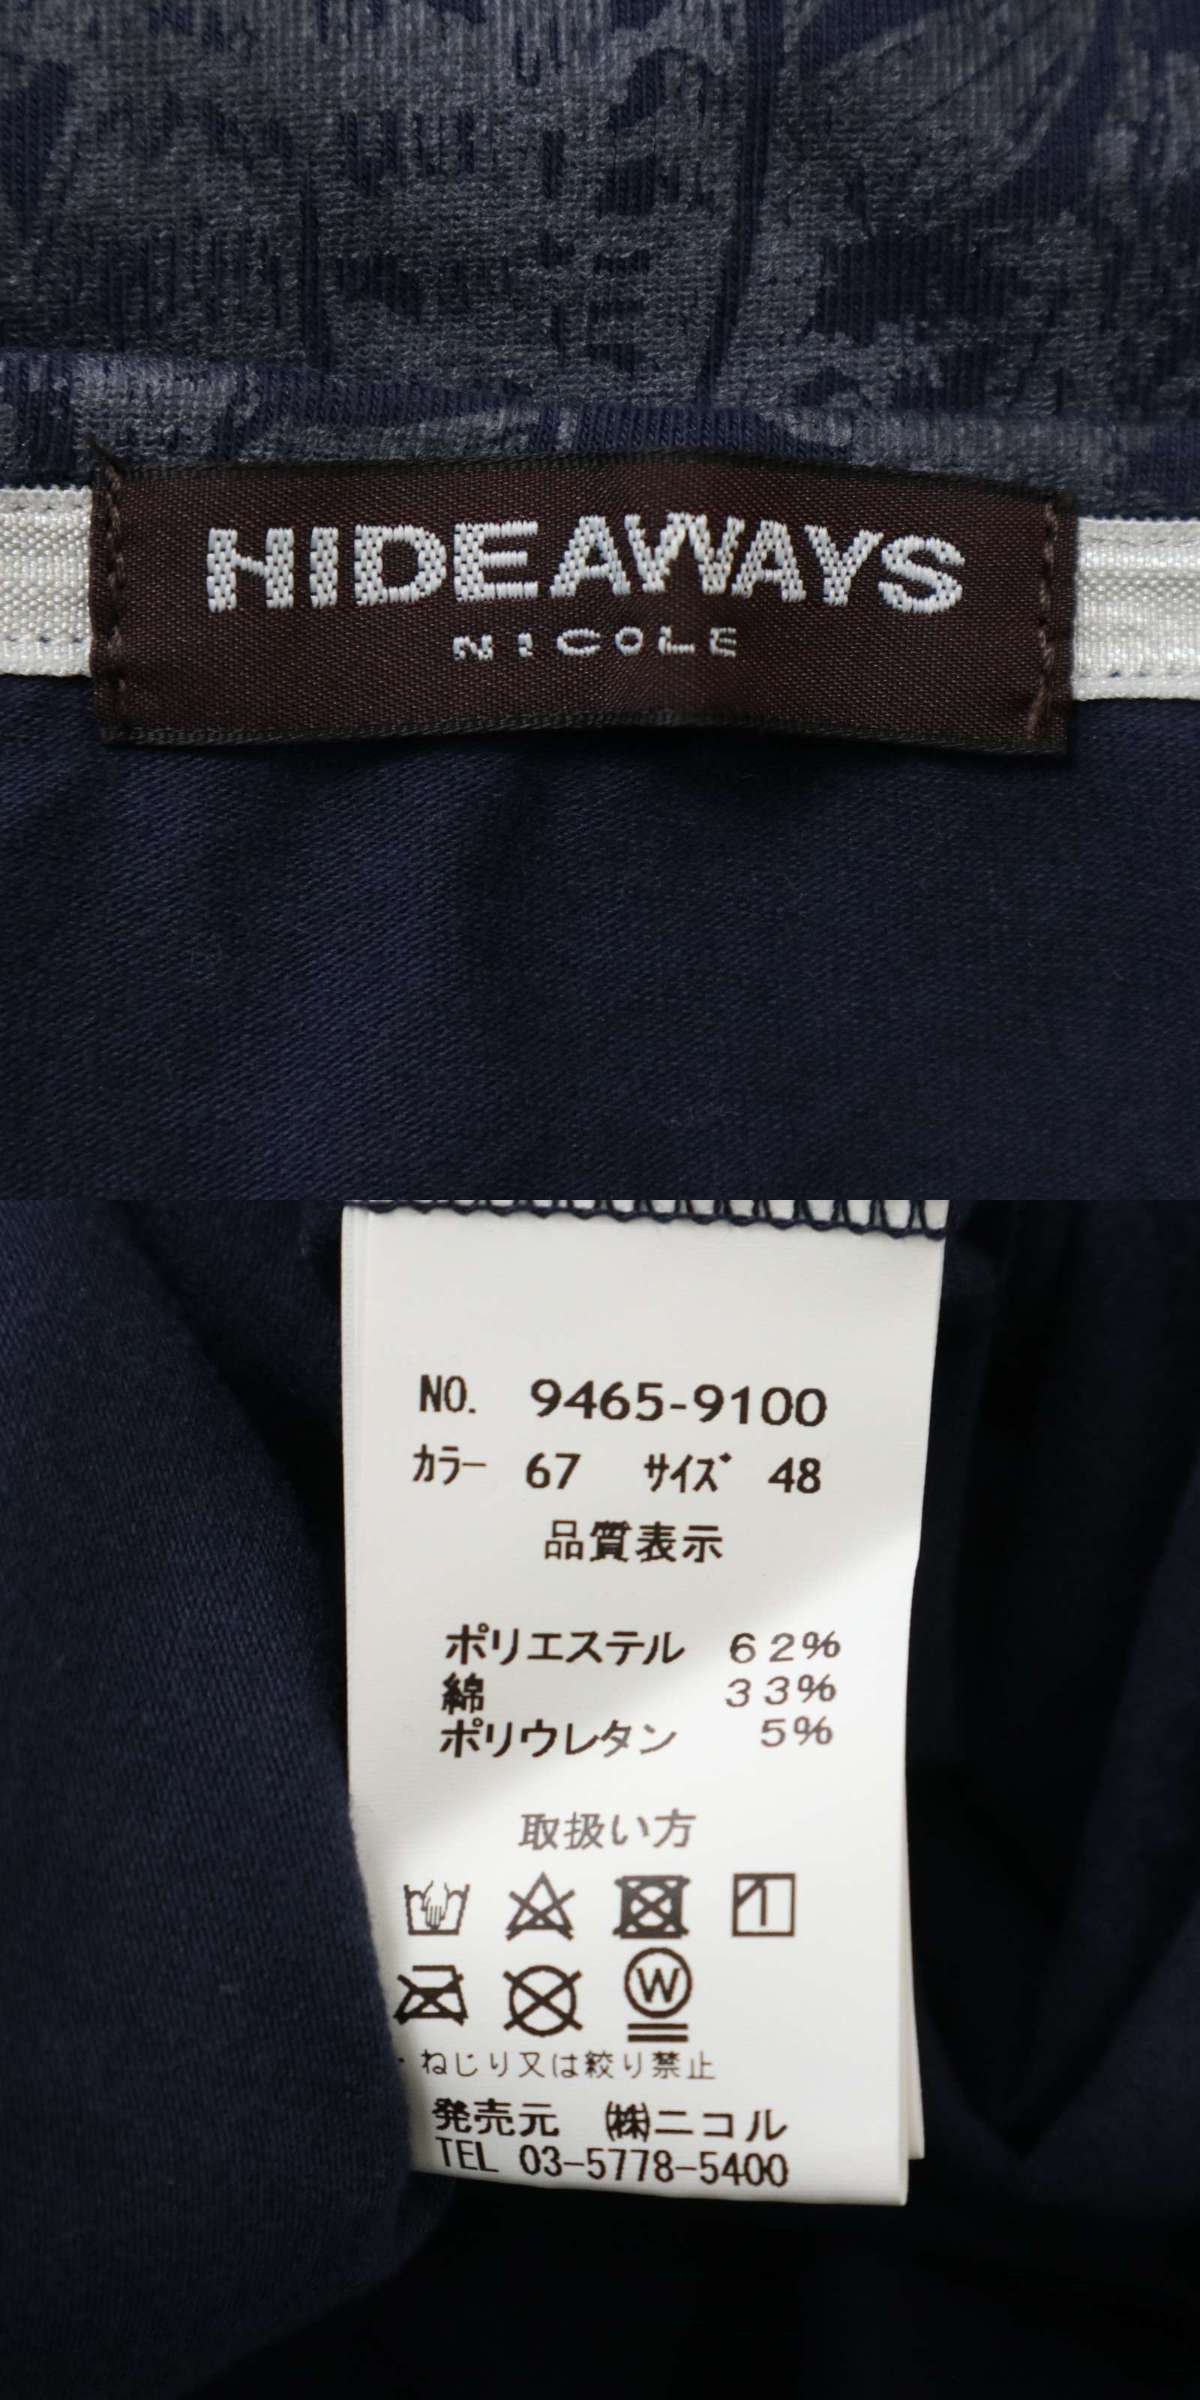 HIDEAWAYS
NICOLE
NO. 9465-9100
カラー 67 サイズ 48
品質表示
ポリエステル 62%
綿 33%
ポリウレタン 5%
取扱い方
W
・ねじり又は絞り禁止
発売元 ㈱ニコル
TEL 03-5778-5400